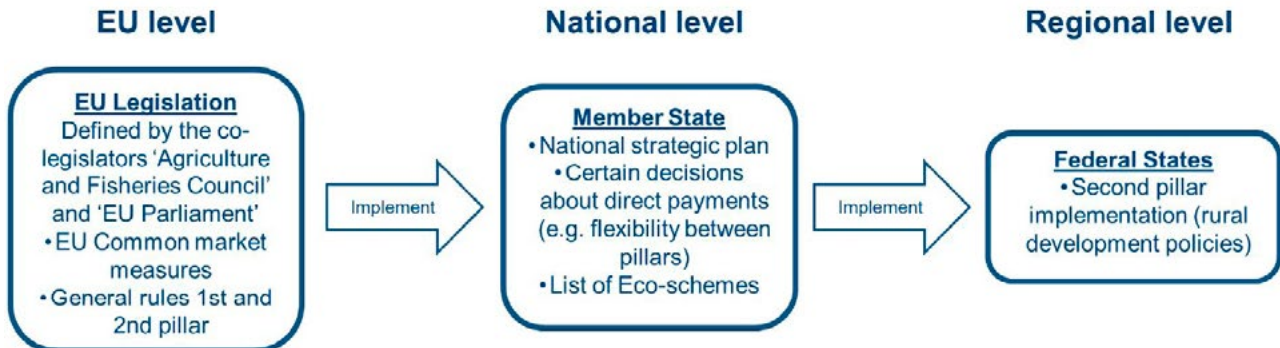 EU level
National level
Regional level
EU Legislation
Defined by the co-
legislators ‘Agriculture
and Fisheries Council’
and ‘EU Parliament’
•EU Common market
measures
•General rules 1st and
2nd pillar
Implement
Member State
•National strategic plan
•Certain decisions
about direct payments
(e.g. flexibility between
pillars)
•List of Eco-schemes
Implement
Federal States
•Second pillar
implementation (rural
development policies)